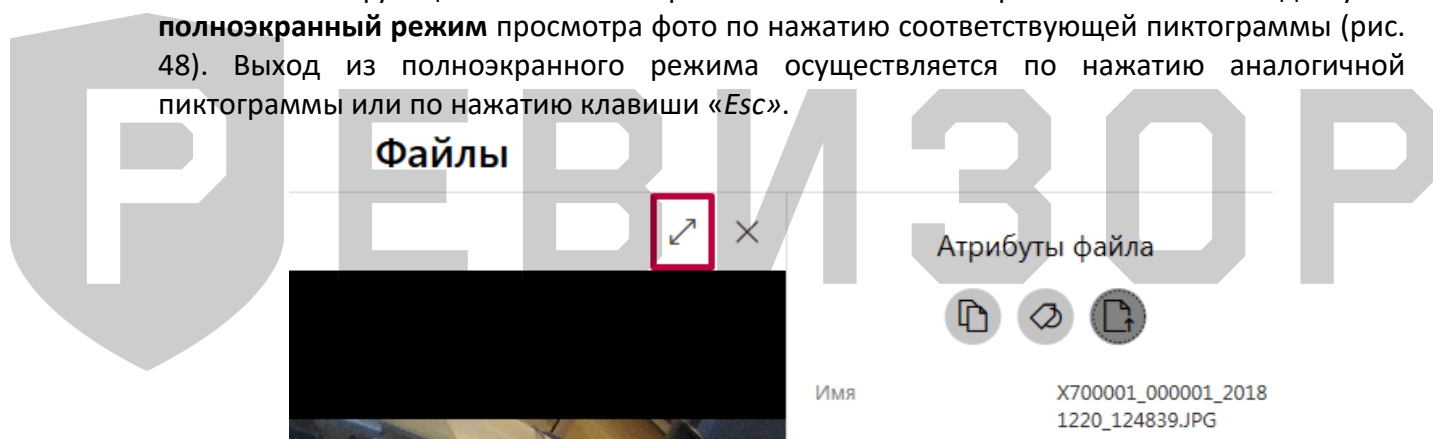 полноэкранный режим просмотра фото по нажатию соответствующей пиктограммы (рис.
48). Выход из полноэкранного режима осуществляется по нажатию аналогичной
пиктограммы или по нажатию клавиши «Esc».
РЕВИЗОР
Файлы
Атрибуты файла
Имя
X700001_000001_2018
1220_124839.JPG